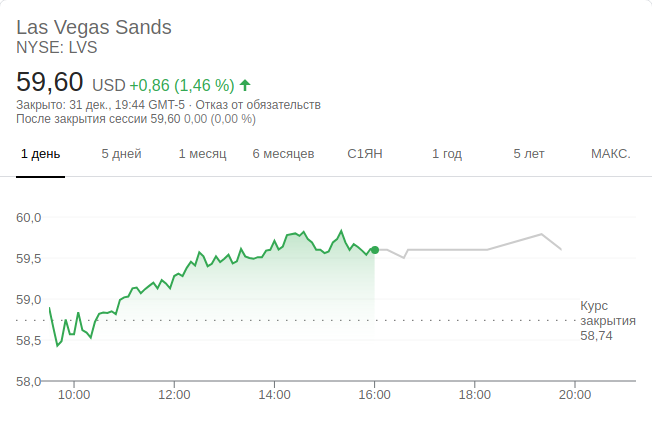 Las Vegas Sands
NYSE: LVS
59,60 USD +0,86 (1,46 %)
Закрыто: 31 дек., 19:44 GMT-5 · Отказ от обязательств
После закрытия сессии 59,60 0,00 (0,00 %)
1 день 5 дней 1 месяц 6 месяцев С1ЯН 1 год 5 лет МАКС.
60,0
59,5
59,0
Курс
закрытия
58,74
58,5
58,0
10:00 12:00 14:00 16:00 18:00 20:00